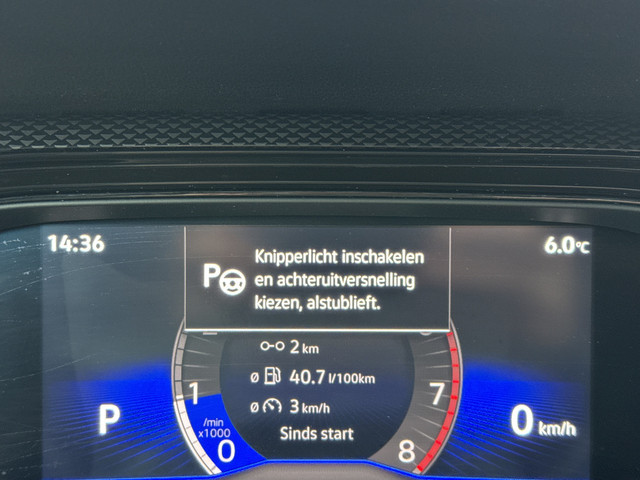 14:36
6.0°C
P
Knipperlicht inschakelen
en achteruitversnelling
kiezen, alstublieft.
2 km
ø 40.7 l/100km
ø 3 km/h
Sinds start
1
/min
x1000
0
7
8
P
0 km/h